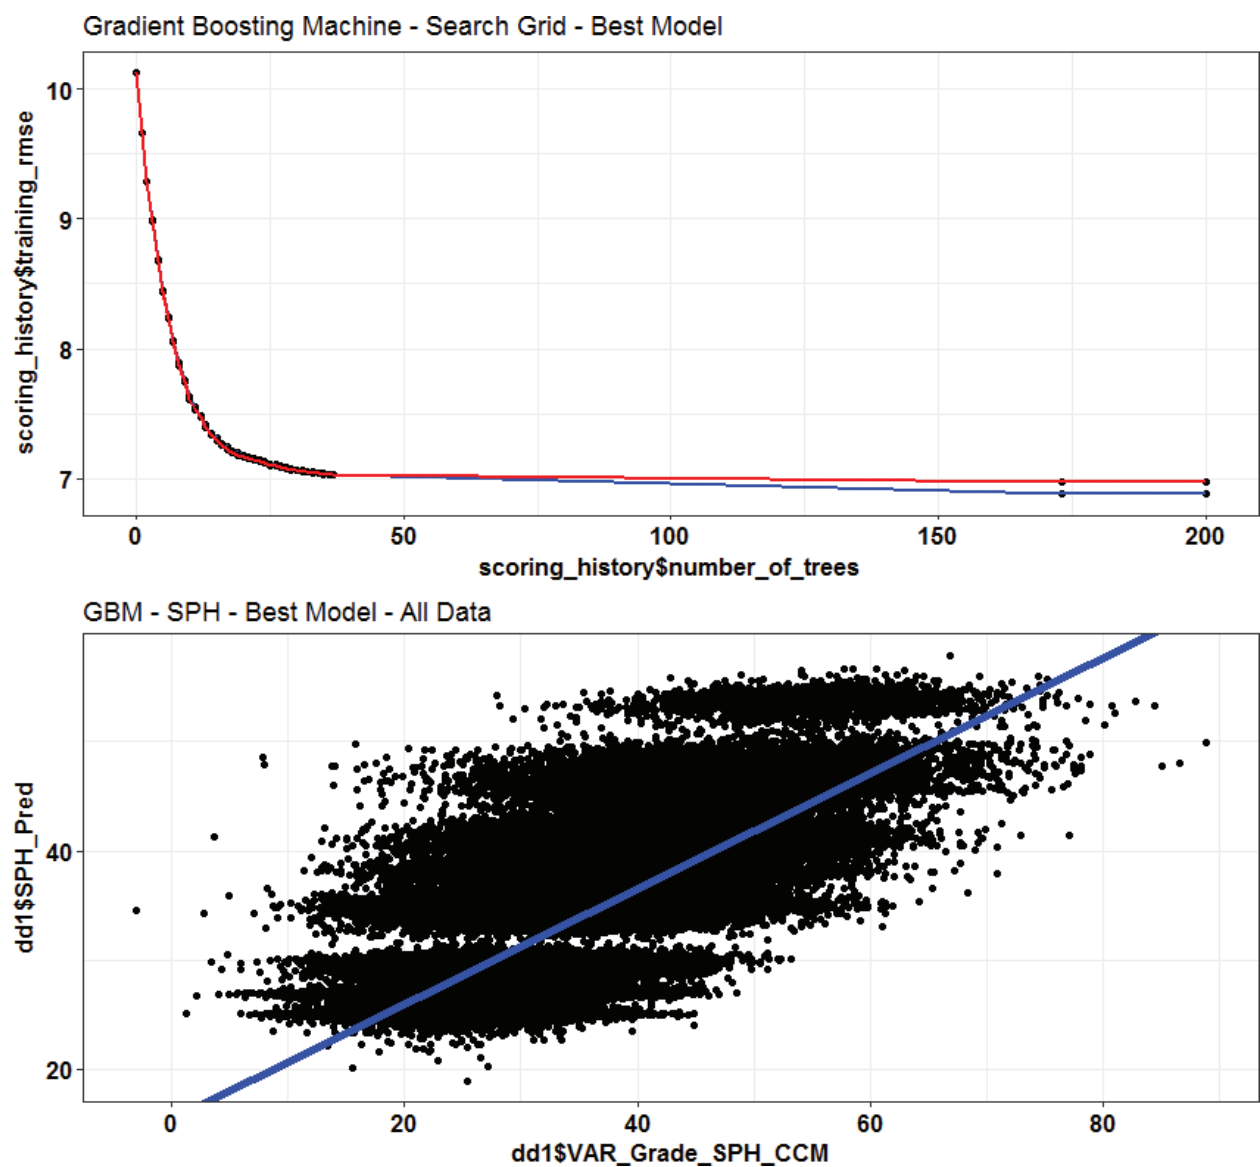 Gradient Boosting Machine - Search Grid - Best Model
10
9
8
7
scoring_history$training_rmse
0 50 100 150 200
scoring_history$number_of_trees
GBM - SPH - Best Model - All Data
40
20
dd1$SPH_Pred
0 20 40 60 80
dd1$VAR_Grade_SPH_CCM